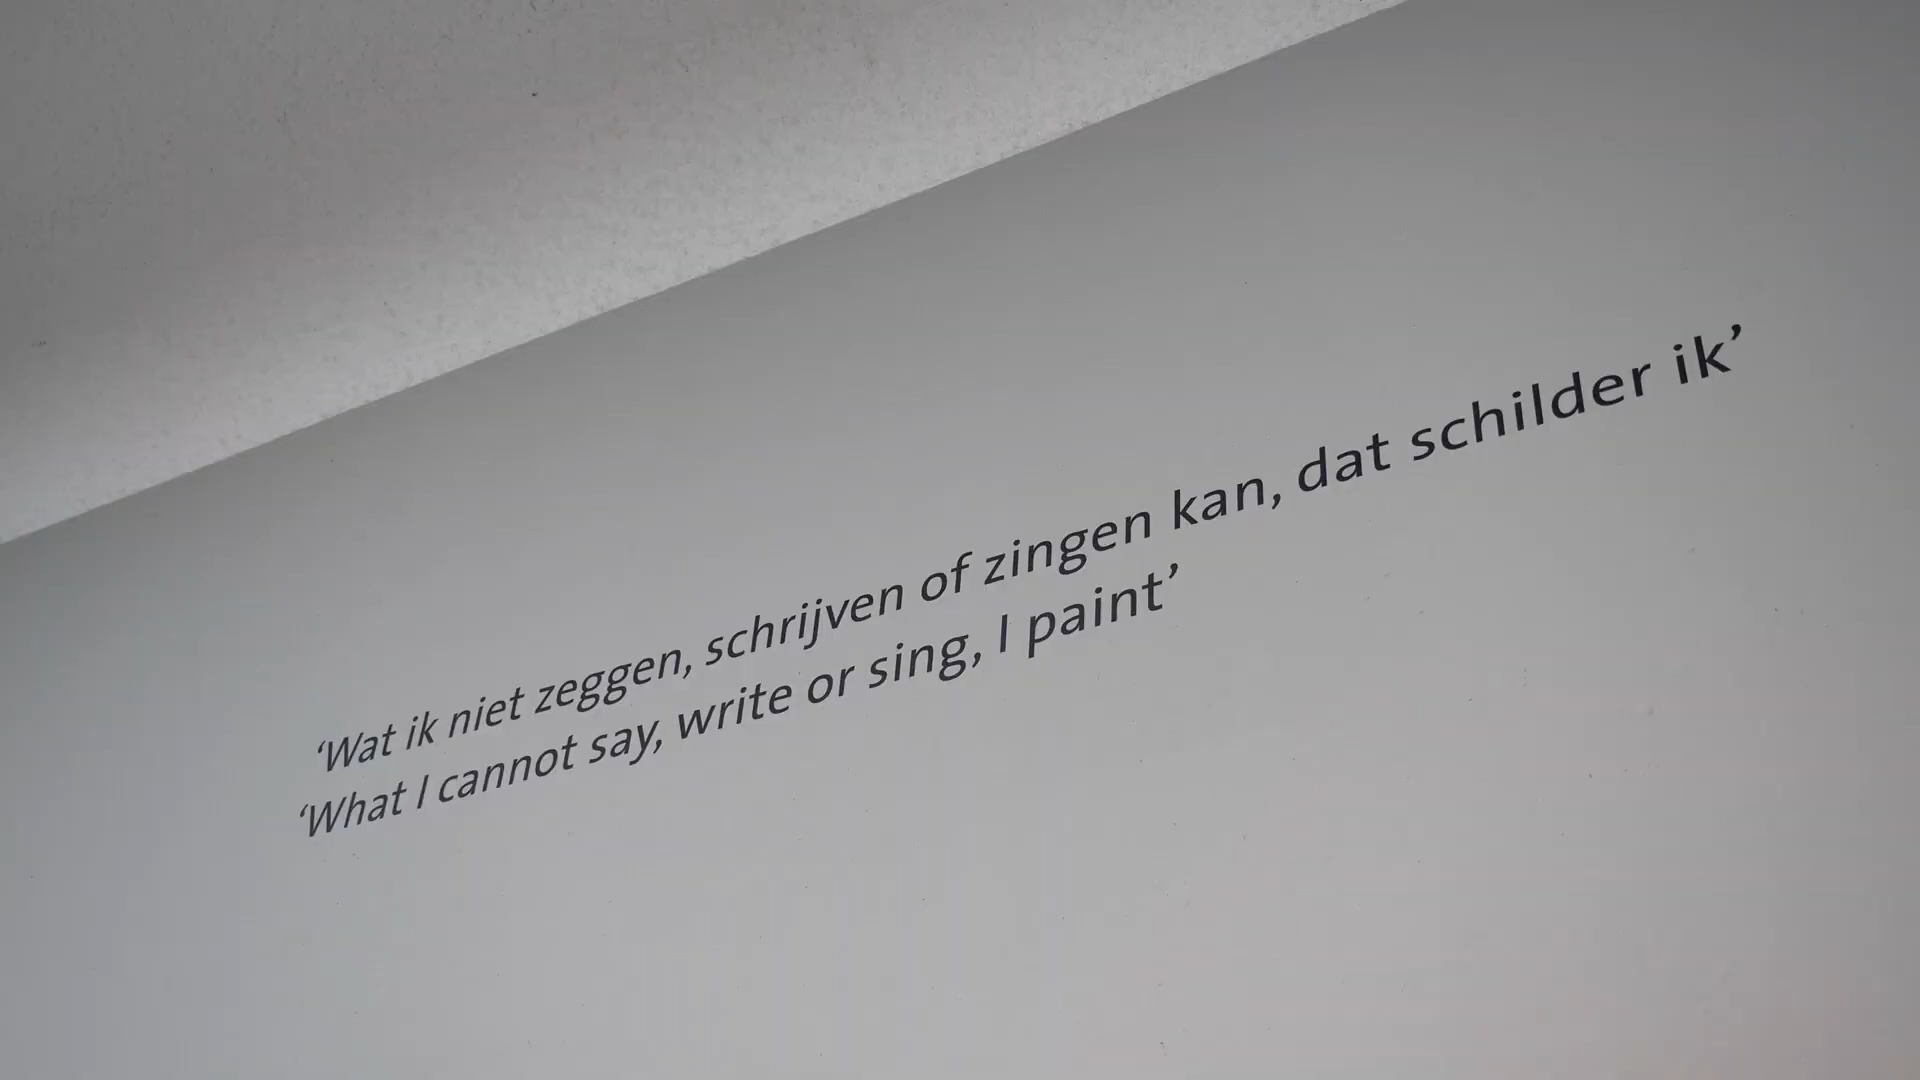 ‘Wat ik niet zeggen, schrijven of zingen kan, dat schilder ik’
‘What I cannot say, write or sing, I paint’